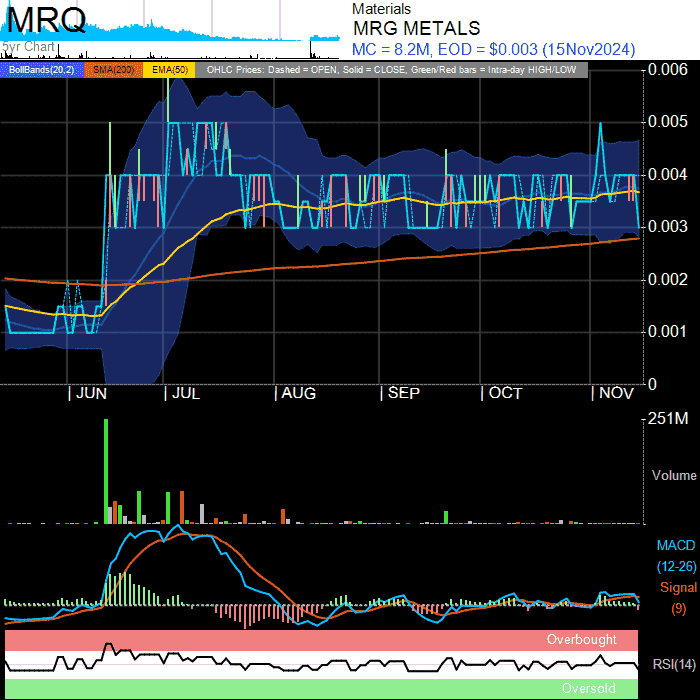 MRQ
5yr Chart
Materials
MRG METALS
MC = 8.2M, EOD = $0.003 (15Nov2024)
BollBands(20,2) SMA(200) EMA(50) OHLC Prices: Dashed = OPEN, Solid = CLOSE, Green/Red bars = Intra-day HIGH/LOW
0.006
0.005
0.004
0.003
0.002
0.001
0
JUN JUL AUG SEP OCT NOV
251M
Volume
MACD
(12-26)
Signal
(9)
Overbought
RSI(14)
Oversold